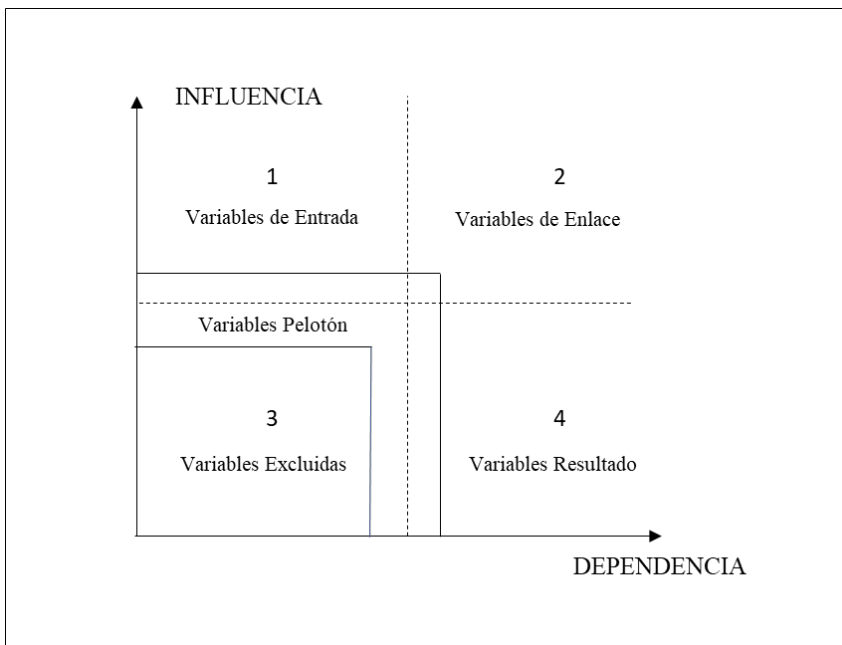 INFLUENCIA
1
2
Variables de Entrada
Variables de Enlace
Variables Pelotón
3
4
Variables Excluidas
Variables Resultado
DEPENDENCIA